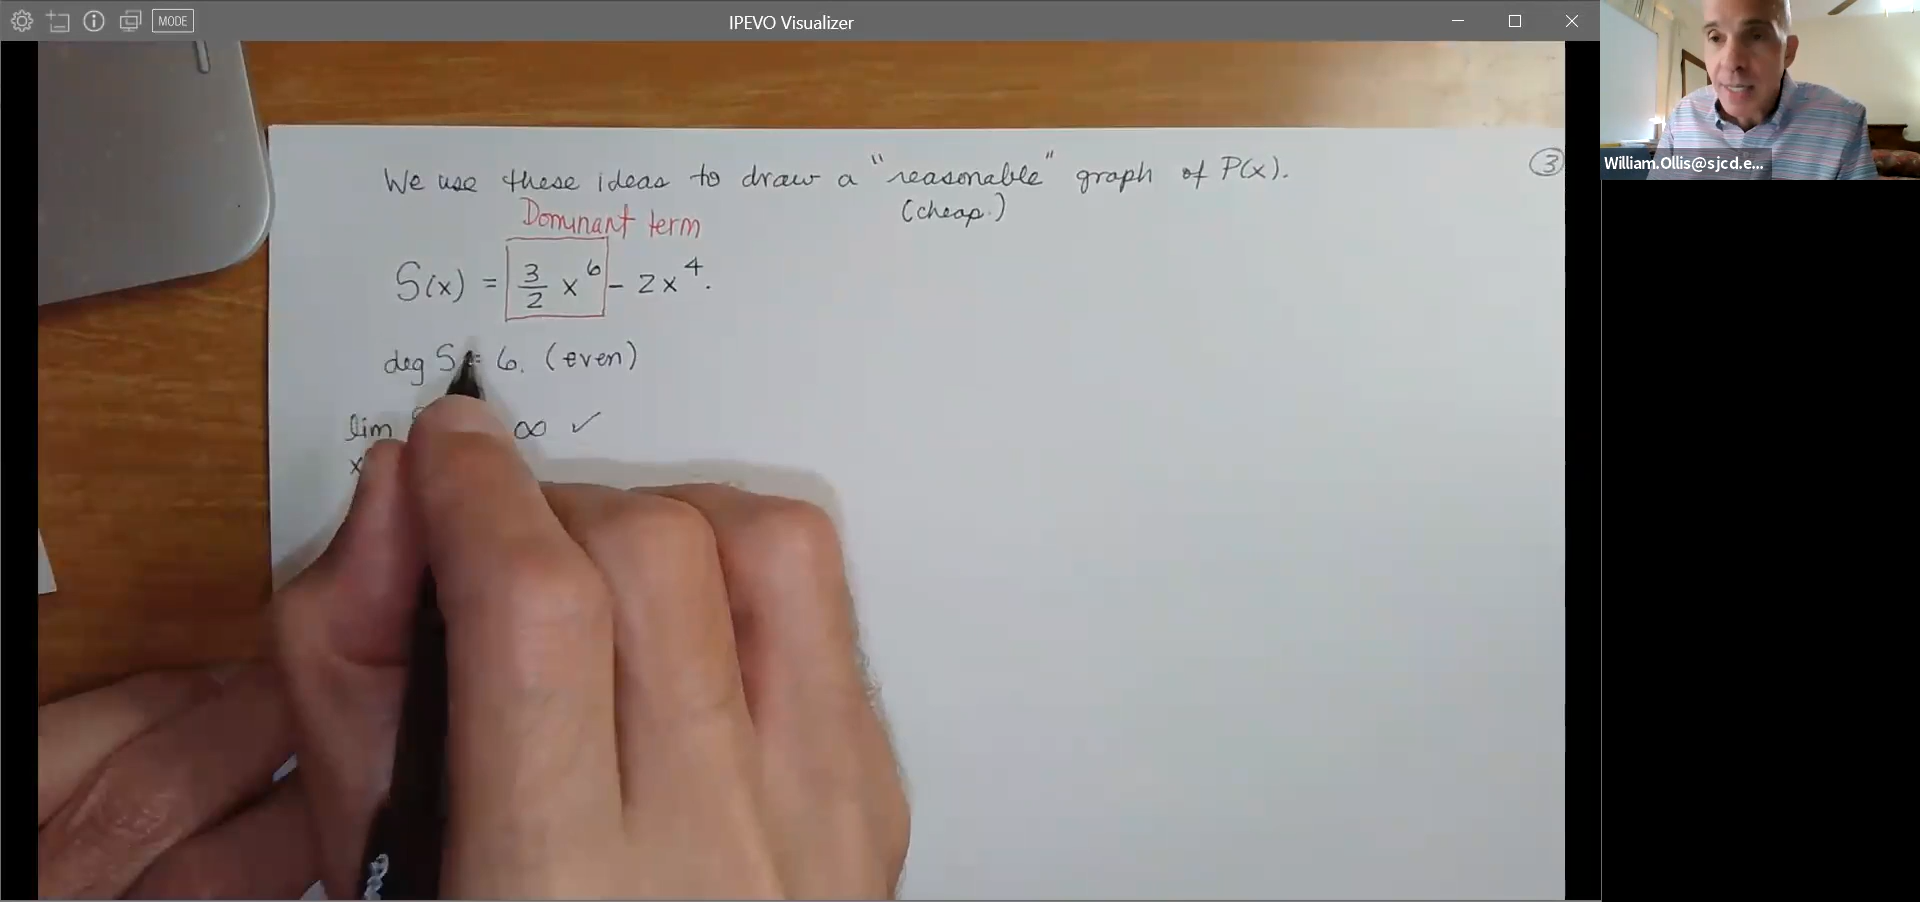 MODE
IPEVO Visualizer
William.Ollis@sjcd.e...
We use these ideas to draw a "reasonable" graph of P(x).
③
(cheap.)
Dominant term
S(x) = 3/2 x^6 - 2x^4.
deg S = 6. (even)
lim ∞ ✓
x